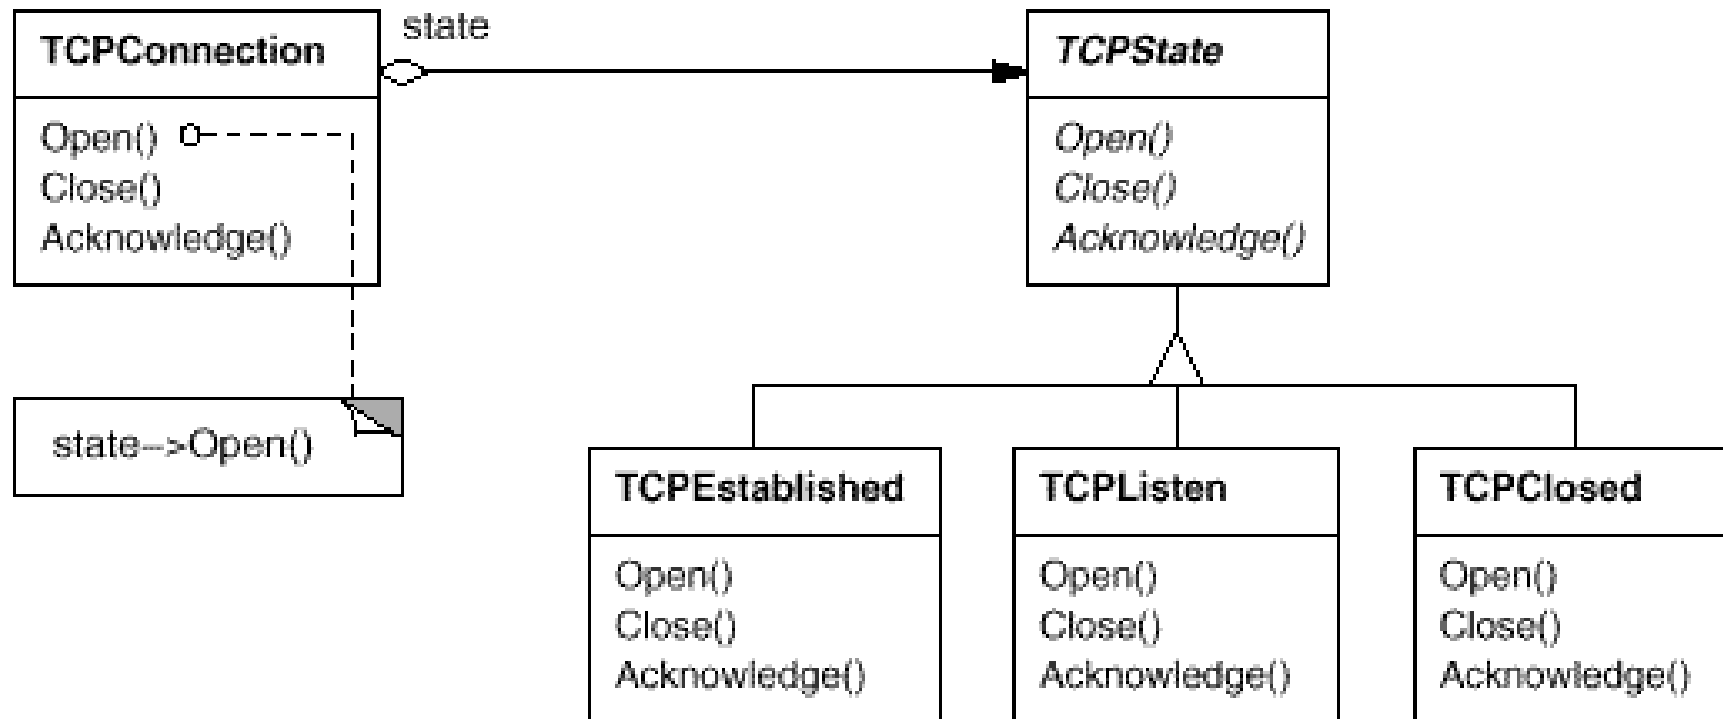 TCPConnection
Open()
Close()
Acknowledge()
state
TCPState
Open()
Close()
Acknowledge()
state-->Open()
TCPEstablished
Open()
Close()
Acknowledge()
TCPListen
Open()
Close()
Acknowledge()
TCPClosed
Open()
Close()
Acknowledge()